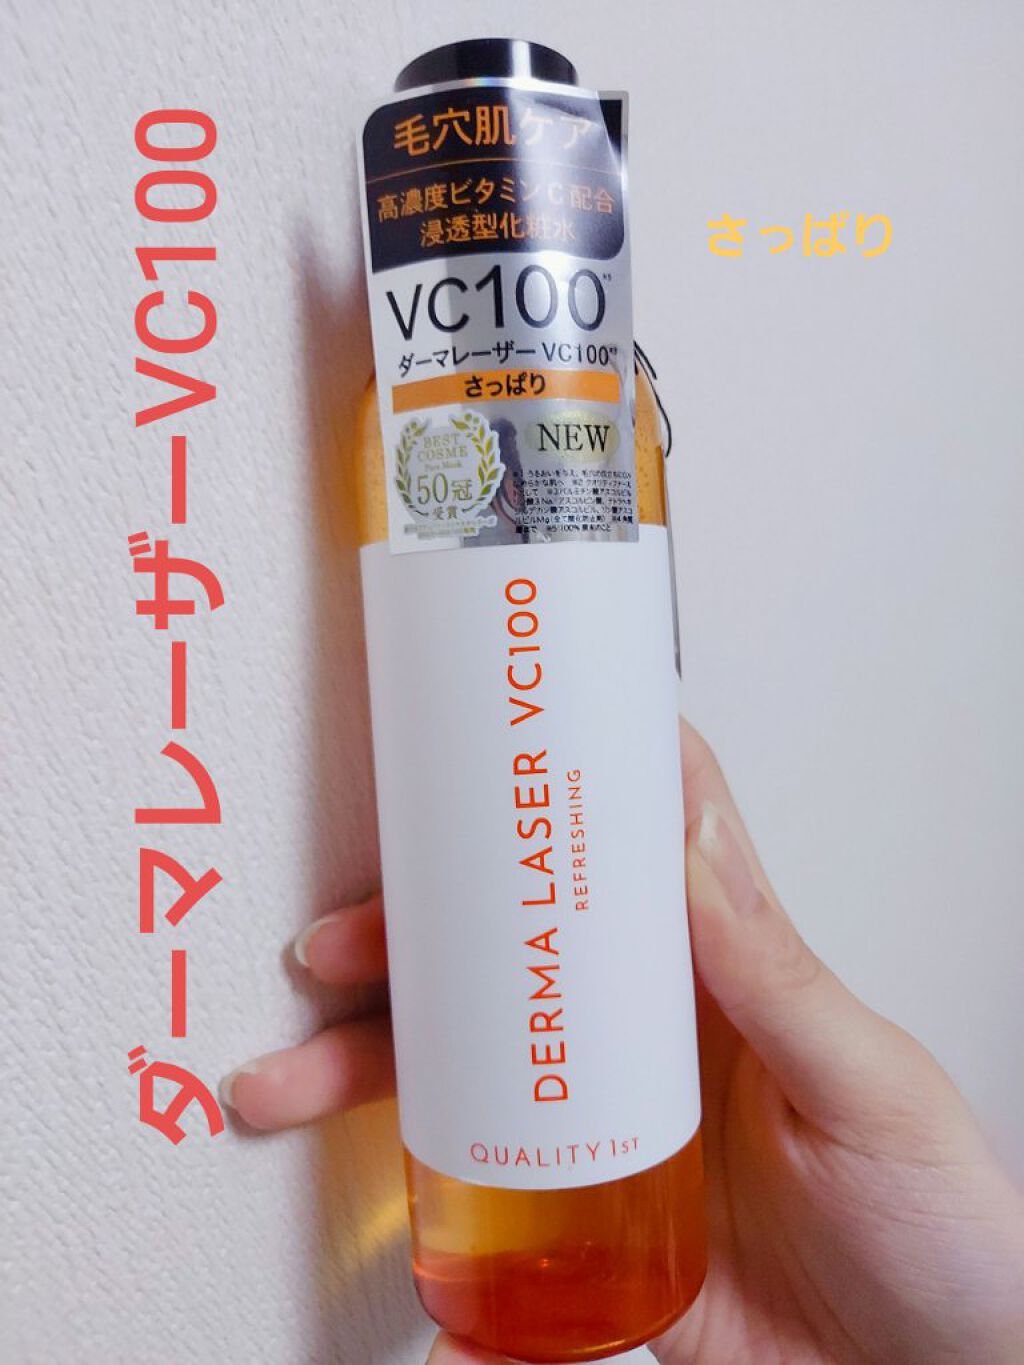 ダーマレーザーVC100
さっぱり
毛穴肌ケア
高濃度ビタミンC配合
浸透型化粧水
VC100
ダーマレーザー VC100
さっぱり
BEST
COSME
50冠
受賞
NEW
DERMA LASER VC100
REFRESHING
QUALITY 1ST